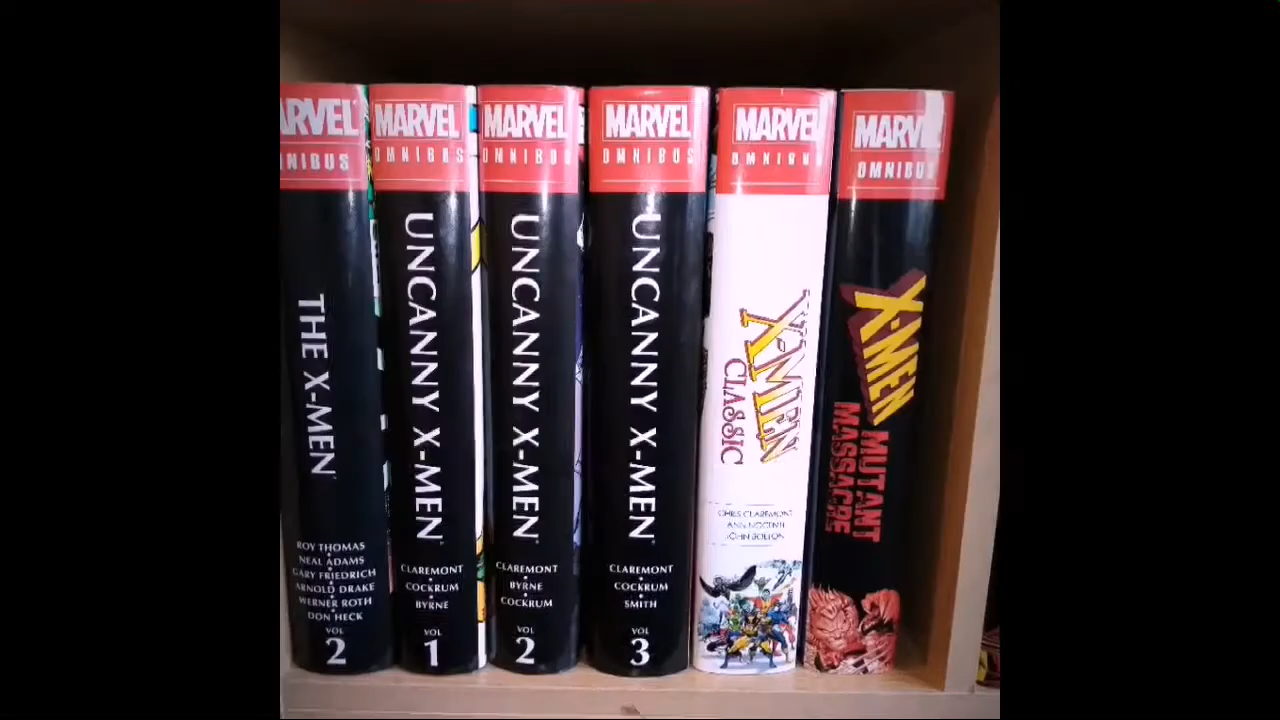 MARVEL
OMNIBUS
THE X-MEN
ROY THOMAS
NEAL ADAMS
GARY FRIEDRICH
ARNOLD DRAKE
WERNER ROTH
DON HECK
VOL
2
MARVEL
OMNIBUS
UNCANNY X-MEN
CLAREMONT
COCKRUM
BYRNE
VOL
1
MARVEL
OMNIBUS
UNCANNY X-MEN
CLAREMONT
BYRNE
COCKRUM
VOL
2
MARVEL
OMNIBUS
UNCANNY X-MEN
CLAREMONT
COCKRUM
SMITH
VOL
3
MARVEL
OMNIBUS
X-MEN
CLASSIC
CHRIS CLAREMONT
ANN NOCENTI
JOHN BOLTON
MARVEL
OMNIBUS
X-MEN
MUTANT
MASSACRE